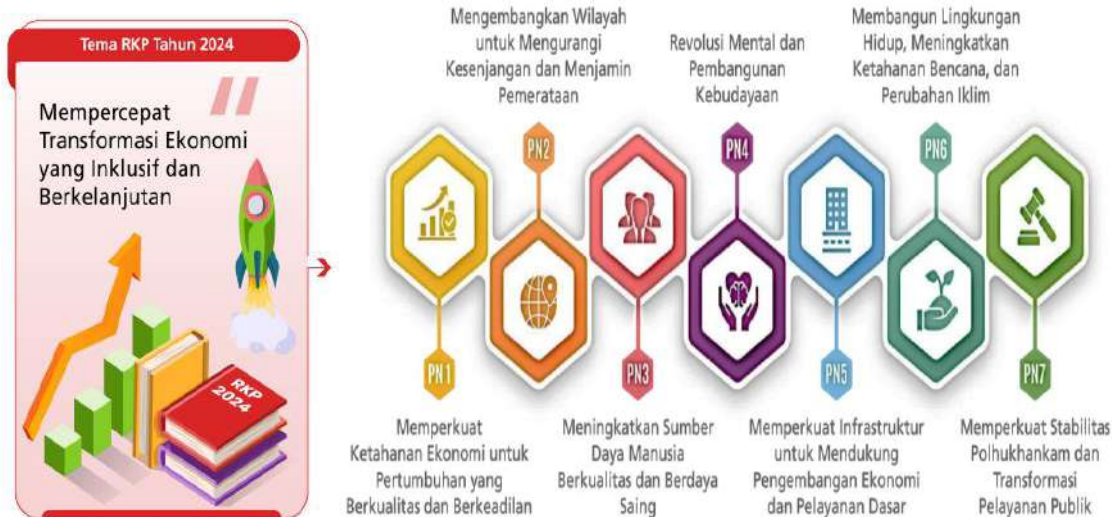 Tema RKP Tahun 2024
Mempercepat
Transformasi Ekonomi
yang Inklusif dan
Berkelanjutan
RKP
2024
Mengembangkan Wilayah
untuk Mengurangi
Kesenjangan dan Menjamin
Pemerataan
Revolusi Mental dan
Pembangunan
Kebudayaan
Membangun Lingkungan
Hidup, Meningkatkan
Ketahanan Bencana, dan
Perubahan Iklim
PN2
PN4
PN6
PN1
PN3
PN5
PN7
Memperkuat
Ketahanan Ekonomi untuk
Pertumbuhan yang
Berkualitas dan Berkeadilan
Meningkatkan Sumber
Daya Manusia
Berkualitas dan Berdaya
Saing
Memperkuat Infrastruktur
untuk Mendukung
Pengembangan Ekonomi
dan Pelayanan Dasar
Memperkuat Stabilitas
Polhukhankam dan
Transformasi
Pelayanan Publik